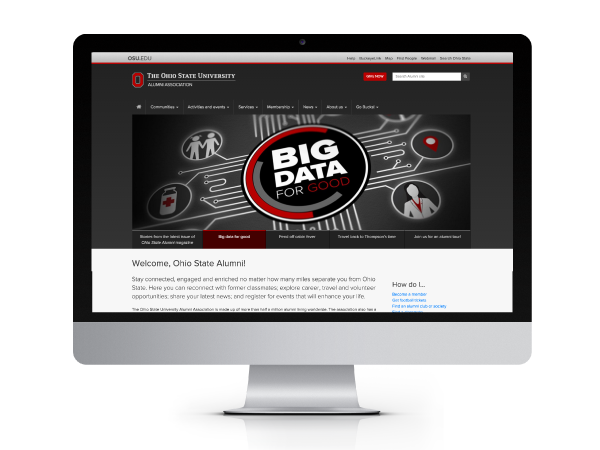 OSU.EDU
Help BuckeyeLink Map Find People Webmail Search Ohio State
THE OHIO STATE UNIVERSITY
ALUMNI ASSOCIATION
GIVE NOW
Search Alumni site
Communities
Activities and events
Services
Membership
News
About us
Go Bucks!
BIG
DATA
FOR GOOD
Stories from the latest issue of
Ohio State Alumni magazine
Big data for good
Fend off cabin fever
Travel back to Thompson's time
Join us for an alumni tour!
Welcome, Ohio State Alumni!
Stay connected, engaged and enriched no matter how many miles separate you from Ohio
State. Here you can reconnect with former classmates; explore career, travel and volunteer
opportunities; share your latest news; and register for events that will enhance your life.
The Ohio State University Alumni Association is made up of more than half a million alumni living worldwide. The association also has a
How do I...
Become a member
Get football tickets
Find an alumni club or society